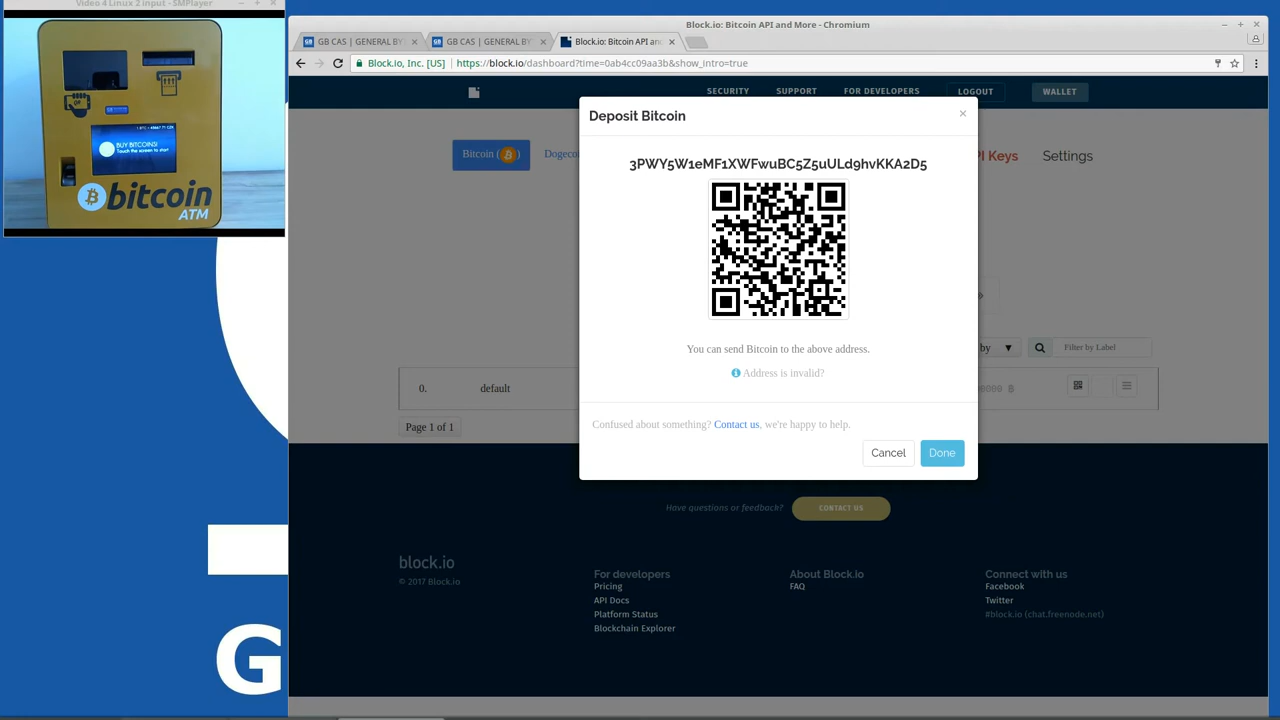 Video 4 Linux 2 input - SMPlayer
BUY BITCOINS!
Touch the screen to start
bitcoin
ATM
G
Block.io: Bitcoin API and More - Chromium
GB CAS | GENERAL BY
GB CAS | GENERAL BY
Block.io: Bitcoin API an
Block.io, Inc. [US]
https://block.io/dashboard?time=0ab4cc09aa3b&show_intro=true
SECURITY
SUPPORT
FOR DEVELOPERS
LOGOUT
WALLET
Bitcoin (
)
Dogeco
PI Keys
Settings
Deposit Bitcoin
×
3PWY5W1eMF1XWFwuBC5Z5uULd9hvKKA2D5
You can send Bitcoin to the above address.
Address is invalid?
Confused about something? Contact us, we're happy to help.
Cancel
Done
by
Filter by Label
0.
default
Page 1 of 1
Have questions or feedback?
CONTACT US
block.io
© 2017 Block.io
For developers
Pricing
API Docs
Platform Status
Blockchain Explorer
About Block.io
FAQ
Connect with us
Facebook
Twitter
#block.io (chat.freenode.net)